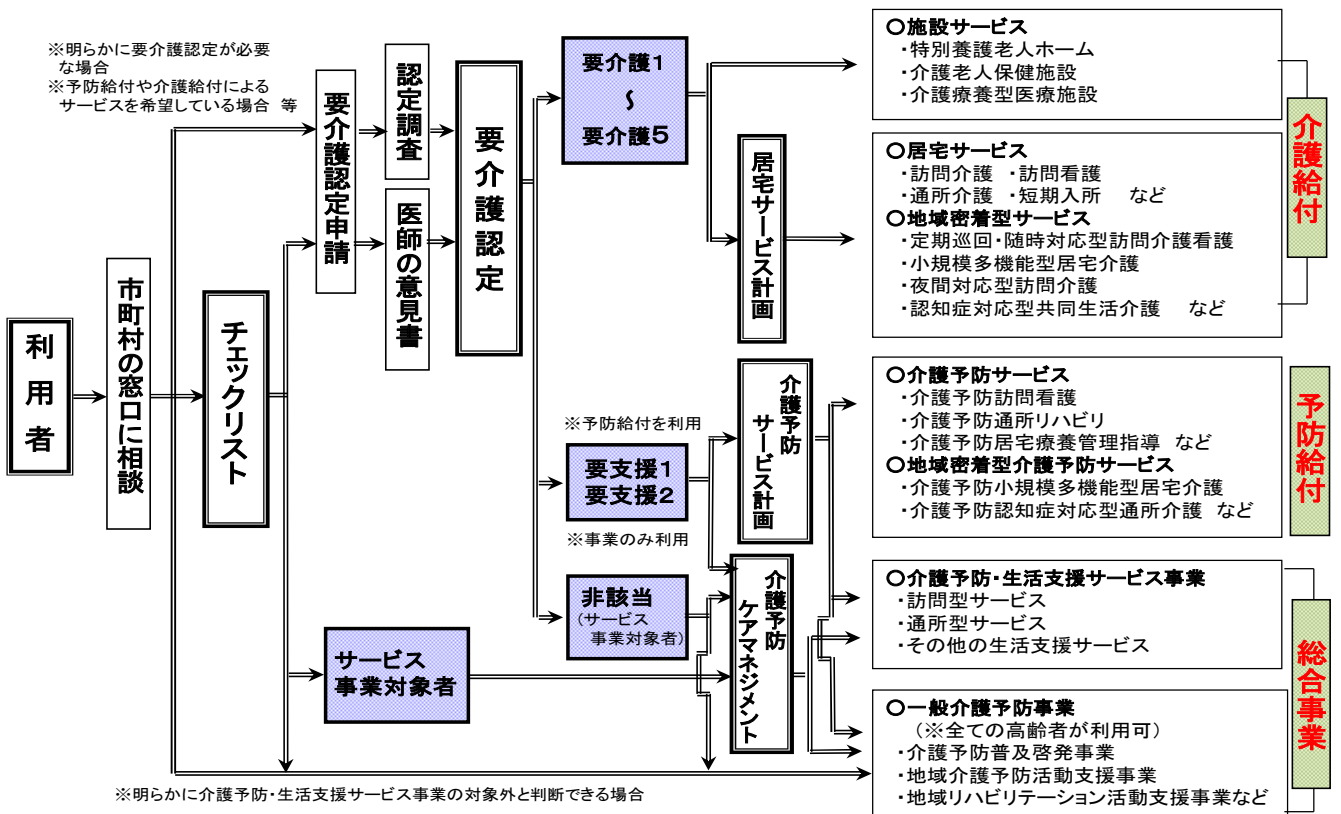 ※明らかに要介護認定が必要
な場合
※予防給付や介護給付による
サービスを希望している場合 等
利用者
市町村の窓口に相談
チェックリスト
要介護認定申請
認定調査
医師の意見書
要介護認定
要介護1
～
要介護5
※予防給付を利用
要支援1
要支援2
※事業のみ利用
非該当
(サービス
事業対象者)
サービス
事業対象者
居宅サービス計画
介護予防
サービス計画
介護予防
ケアマネジメント
○施設サービス
・特別養護老人ホーム
・介護老人保健施設
・介護療養型医療施設
○居宅サービス
・訪問介護 ・訪問看護
・通所介護 ・短期入所 など
○地域密着型サービス
・定期巡回・随時対応型訪問介護看護
・小規模多機能型居宅介護
・夜間対応型訪問介護
・認知症対応型共同生活介護 など
介護給付
○介護予防サービス
・介護予防訪問看護
・介護予防通所リハビリ
・介護予防居宅療養管理指導 など
○地域密着型介護予防サービス
・介護予防小規模多機能型居宅介護
・介護予防認知症対応型通所介護 など
予防給付
○介護予防・生活支援サービス事業
・訪問型サービス
・通所型サービス
・その他の生活支援サービス
○一般介護予防事業
(※全ての高齢者が利用可)
・介護予防普及啓発事業
・地域介護予防活動支援事業
・地域リハビリテーション活動支援事業など
総合事業
※明らかに介護予防・生活支援サービス事業の対象外と判断できる場合